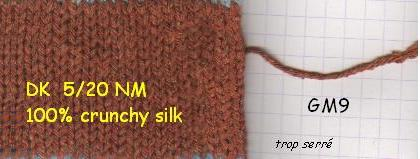 DK 5/20 NM
100% crunchy silk
GM9
trop serré